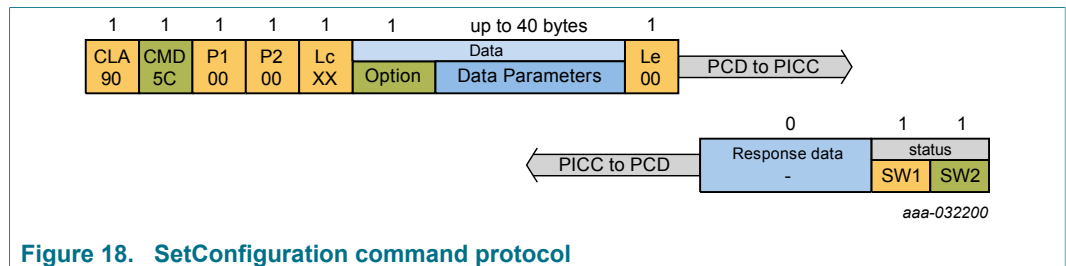 1 1 1 1 1 1 up to 40 bytes 1
CLA CMD P1 P2 Lc Data Le
90 5C 00 00 XX Option Data Parameters 00
PCD to PICC
0 1 1
Response data status
- SW1 SW2
PICC to PCD
aaa-032200
Figure 18. SetConfiguration command protocol